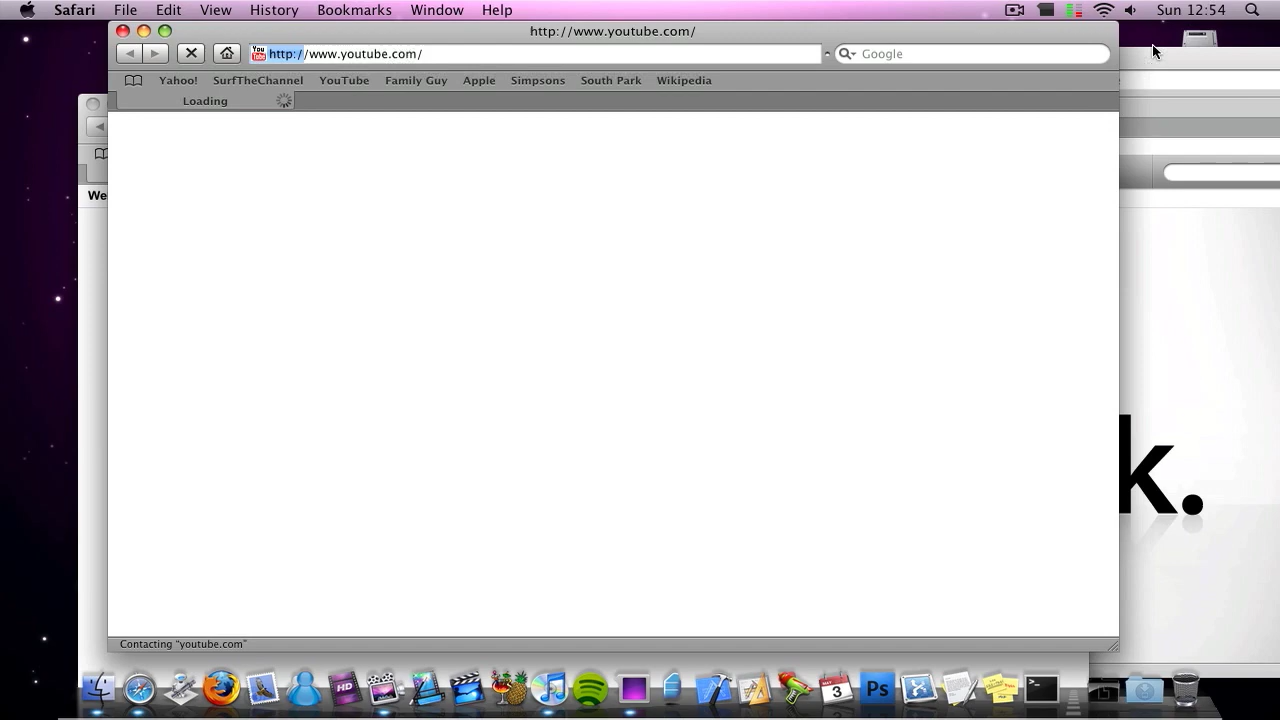 Safari File Edit View History Bookmarks Window Help Sun 12:54
http://www.youtube.com/
You Tube http://www.youtube.com/ Google
Yahoo! SurfTheChannel YouTube Family Guy Apple Simpsons South Park Wikipedia
Loading
We
k.
Contacting "youtube.com"
HD 3 Ps